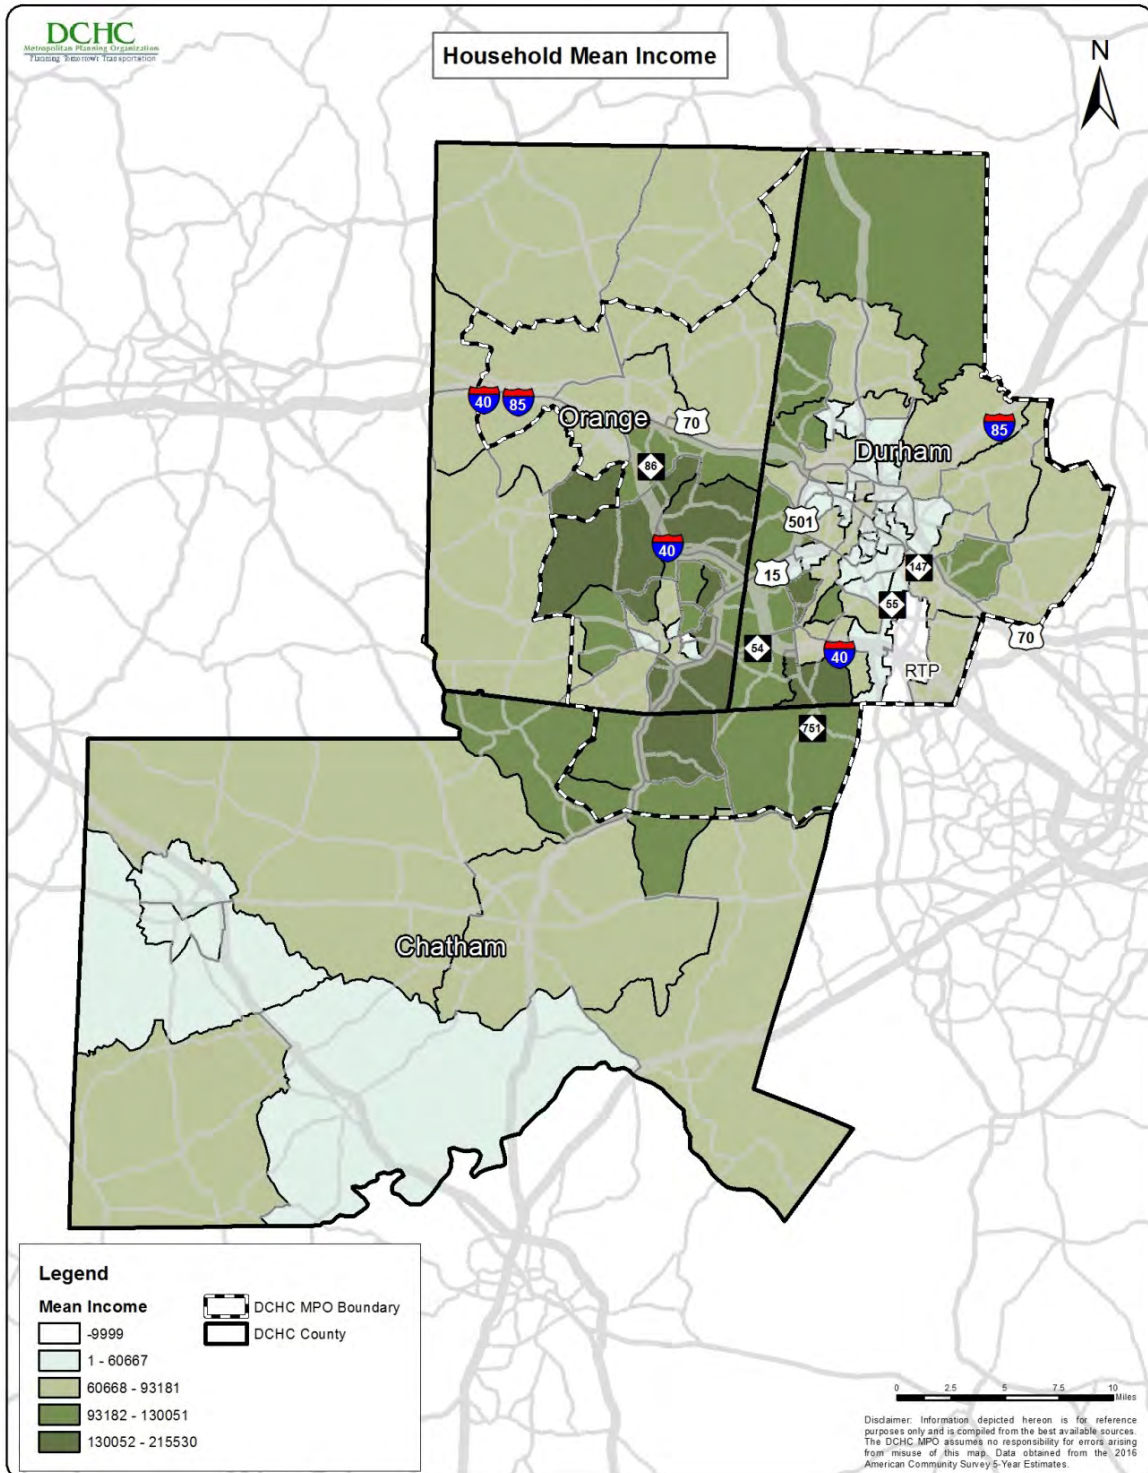 DCHC
Metropolitan Planning Organization
Planning Tomorrow's Transportation
Household Mean Income
N
40
85
Orange
70
86
85
Durham
501
40
15
147
55
70
54
40
RTP
751
Chatham
Legend
Mean Income
-9999
1 - 60667
60668 - 93181
93182 - 130051
130052 - 215530
DCHC MPO Boundary
DCHC County
0 2.5 5 7.5 10
Miles
Disclaimer: Information depicted hereon is for reference
purposes only and is compiled from the best available sources.
The DCHC MPO assumes no responsibility for errors arising
from misuse of this map. Data obtained from the 2016
American Community Survey 5-Year Estimates.